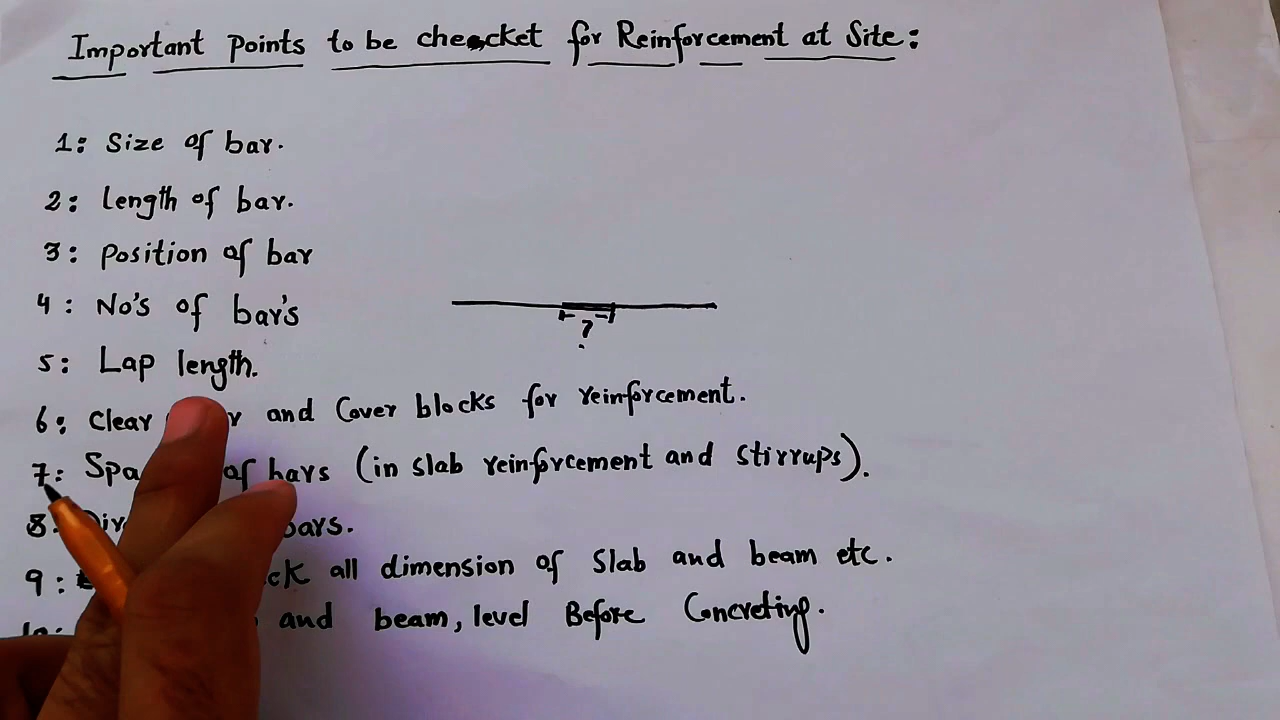 Important Points to be checket for Reinforcement at Site:
1: Size of bar.
2: length of bar.
3: Position of bar
4: No's of bar's
?
5: Lap length.
6: Clear and Cover blocks for reinforcement.
7: of bars (in slab reinforcement and stirrups).
8: bars.
9: all dimension of Slab and beam etc.
10: and beam, level Before Concreting.